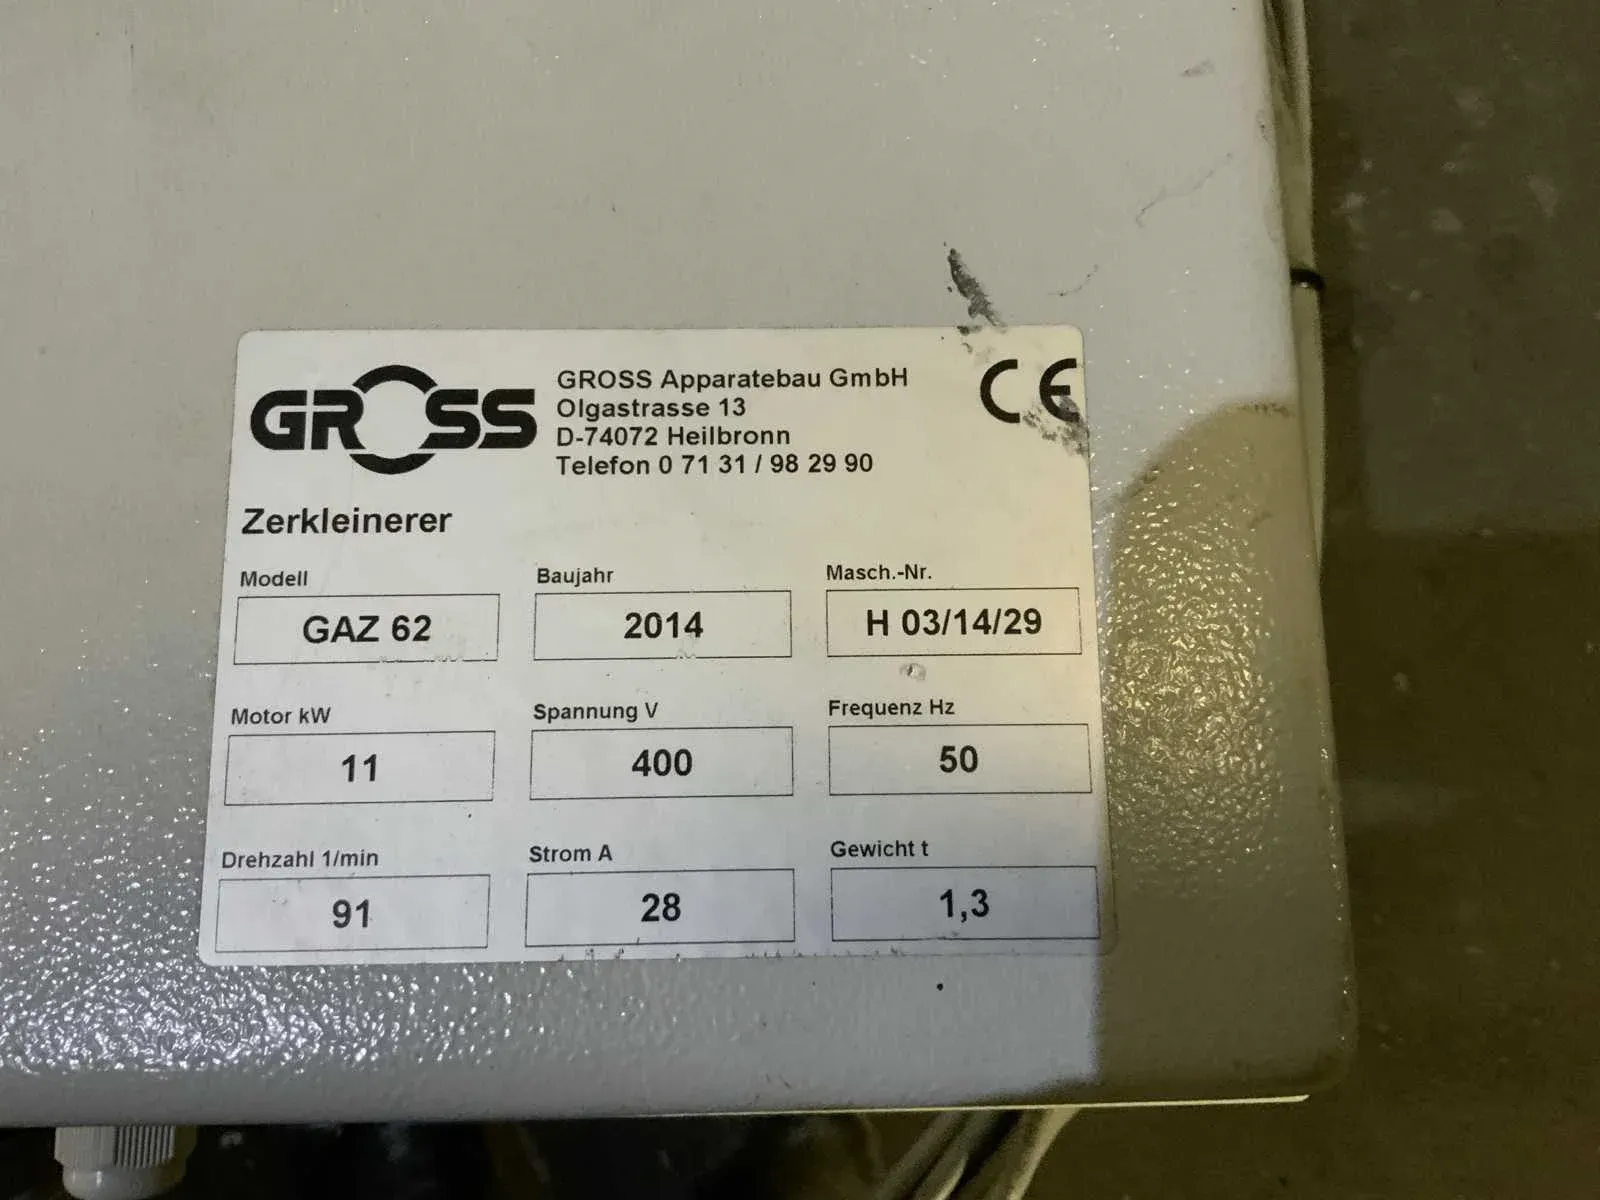 GROSS
GROSS Apparatebau GmbH
Olgastrasse 13
D-74072 Heilbronn
Telefon 0 71 31 / 98 29 90
CE
Zerkleinerer
Modell
GAZ 62
Baujahr
2014
Masch.-Nr.
H 03/14/29
Motor kW
11
Spannung V
400
Frequenz Hz
50
Drehzahl 1/min
91
Strom A
28
Gewicht t
1,3